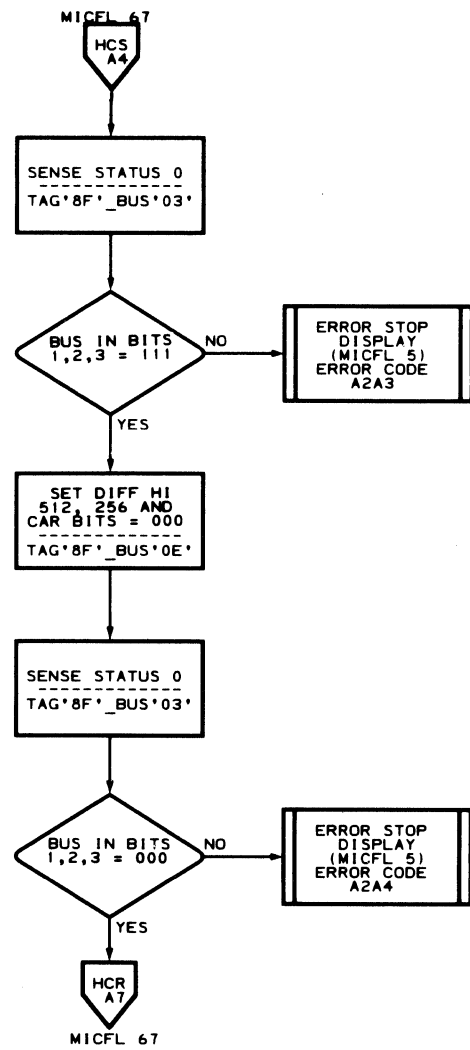 MICFL 67
HCS
A4
SENSE STATUS 0
TAG'8F'_BUS'03'
BUS IN BITS
1,2,3 = 111
NO
ERROR STOP
DISPLAY
(MICFL 5)
ERROR CODE
A2A3
YES
SET DIFF HI
512, 256 AND
CAR BITS = 000
TAG'8F'_BUS'0E'
SENSE STATUS 0
TAG'8F'_BUS'03'
BUS IN BITS
1,2,3 = 000
NO
ERROR STOP
DISPLAY
(MICFL 5)
ERROR CODE
A2A4
YES
HCR
A7
MICFL 67